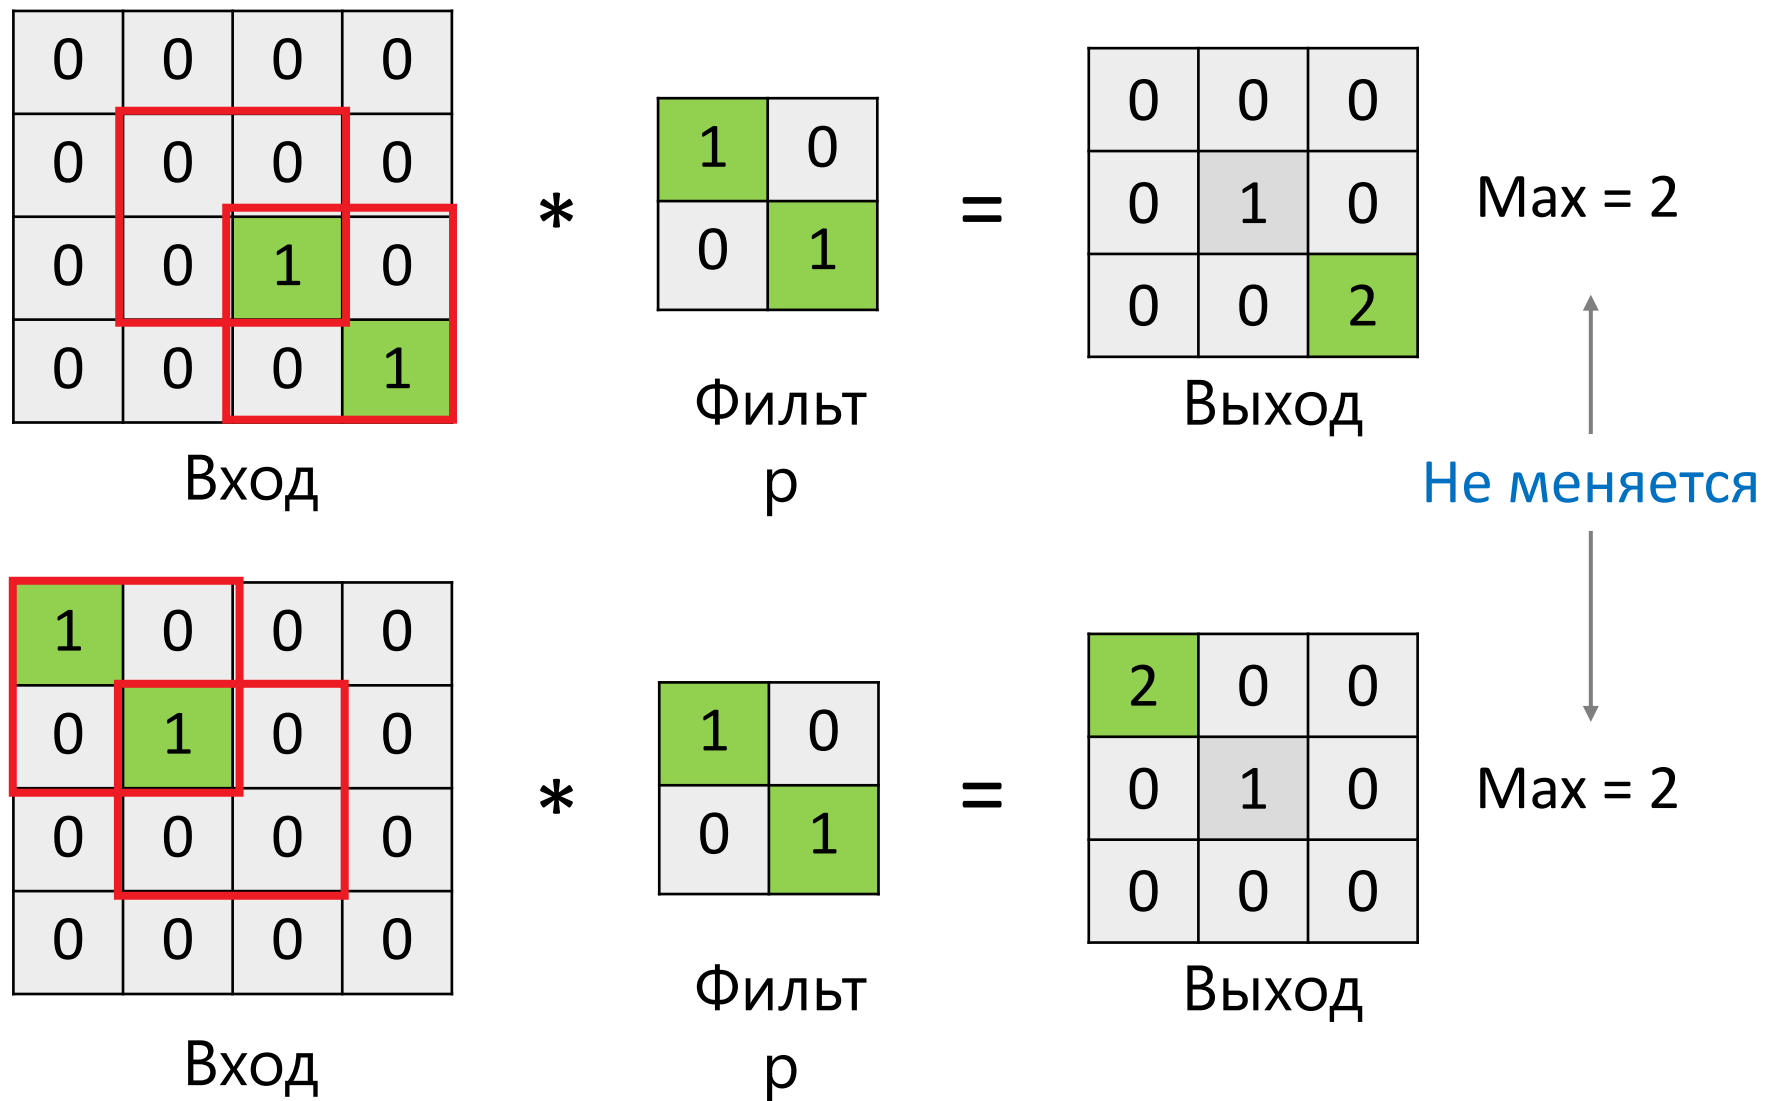 0 0 0 0
0 0 0 0
0 0 1 0
0 0 0 1
Вход
*
1 0
0 1
Фильт
р
=
0 0 0
0 1 0
0 0 2
Выход
Max = 2
Не меняется
1 0 0 0
0 1 0 0
0 0 0 0
0 0 0 0
Вход
*
1 0
0 1
Фильт
р
=
2 0 0
0 1 0
0 0 0
Выход
Max = 2